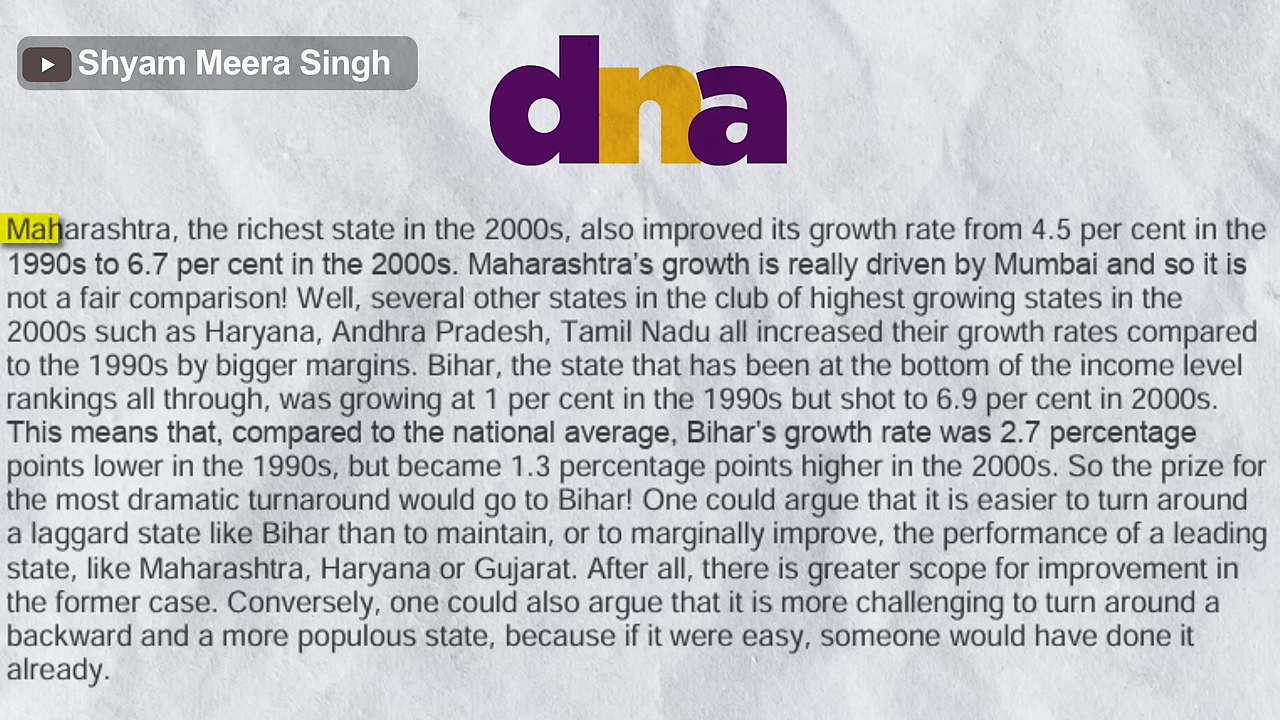 Shyam Meera Singh
dna
Maharashtra, the richest state in the 2000s, also improved its growth rate from 4.5 per cent in the
1990s to 6.7 per cent in the 2000s. Maharashtra's growth is really driven by Mumbai and so it is
not a fair comparison! Well, several other states in the club of highest growing states in the
2000s such as Haryana, Andhra Pradesh, Tamil Nadu all increased their growth rates compared
to the 1990s by bigger margins. Bihar, the state that has been at the bottom of the income level
rankings all through, was growing at 1 per cent in the 1990s but shot to 6.9 per cent in 2000s.
This means that, compared to the national average, Bihar's growth rate was 2.7 percentage
points lower in the 1990s, but became 1.3 percentage points higher in the 2000s. So the prize for
the most dramatic turnaround would go to Bihar! One could argue that it is easier to turn around
a laggard state like Bihar than to maintain, or to marginally improve, the performance of a leading
state, like Maharashtra, Haryana or Gujarat. After all, there is greater scope for improvement in
the former case. Conversely, one could also argue that it is more challenging to turn around a
backward and a more populous state, because if it were easy, someone would have done it
already.